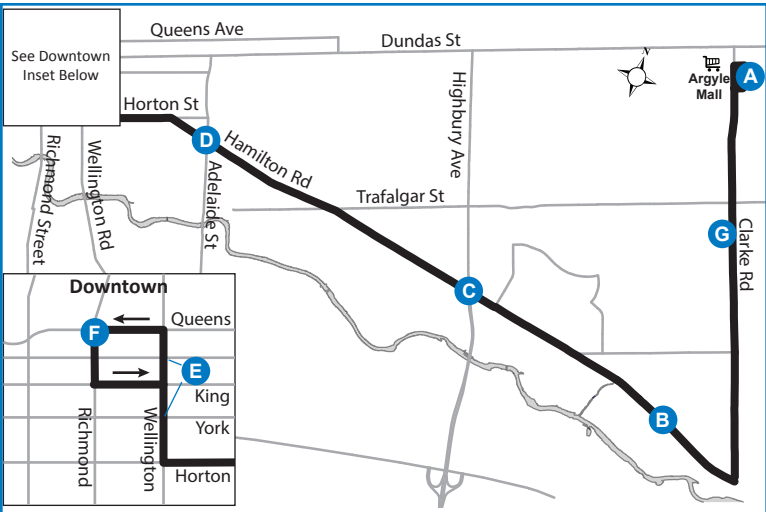 Queens Ave
Dundas St
See Downtown
Inset Below
N
A
Argyle
Mall
Horton St
D
Hamilton Rd
Highbury Ave
Richmond Street
Wellington Rd
Adelaide St
Trafalgar St
G
Clarke Rd
C
B
Downtown
Queens
F
E
King
York
Richmond
Wellington
Horton